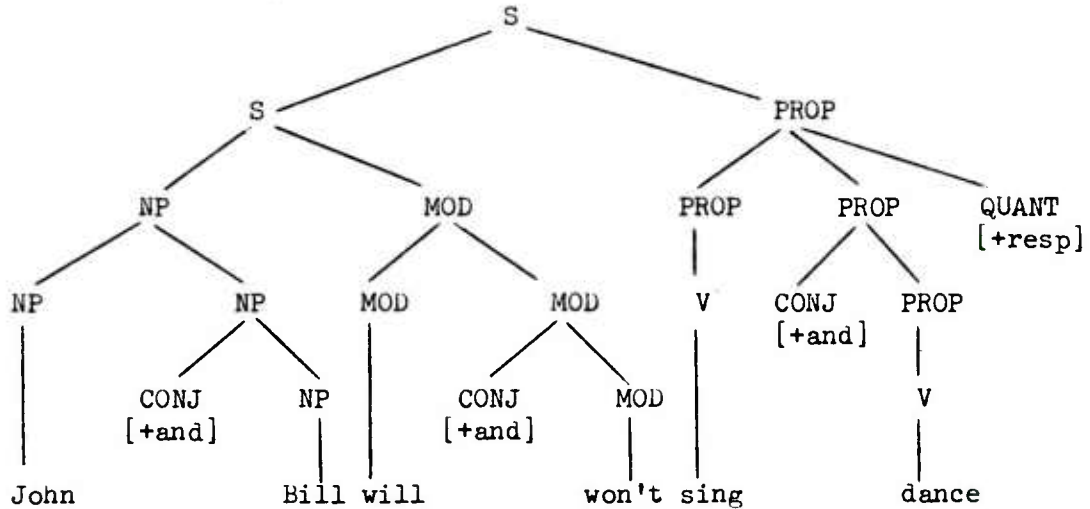 S
S PROP
NP MOD PROP PROP QUANT
[+resp]
NP NP MOD MOD V CONJ PROP
[+and]
CONJ NP CONJ MOD V
[+and] [+and]
John Bill will won't sing dance